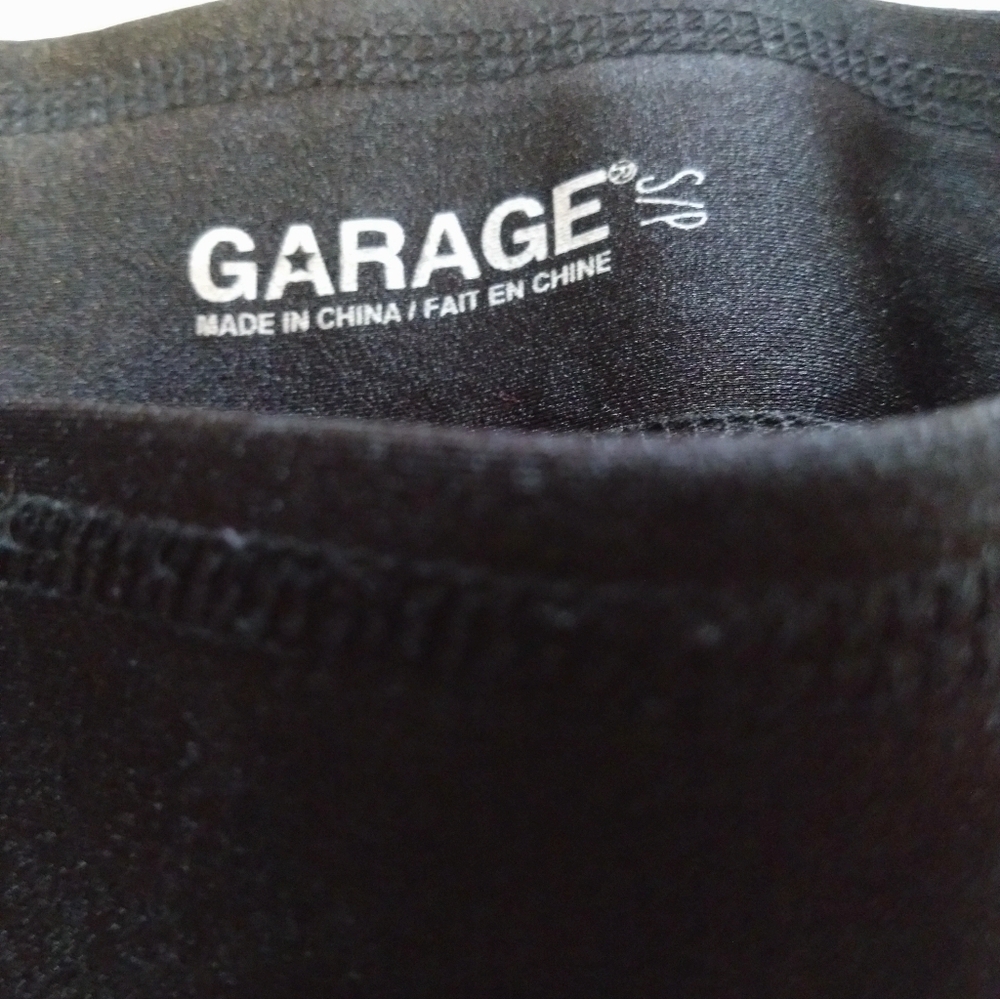 GARAGE® S/P
MADE IN CHINA / FAIT EN CHINE